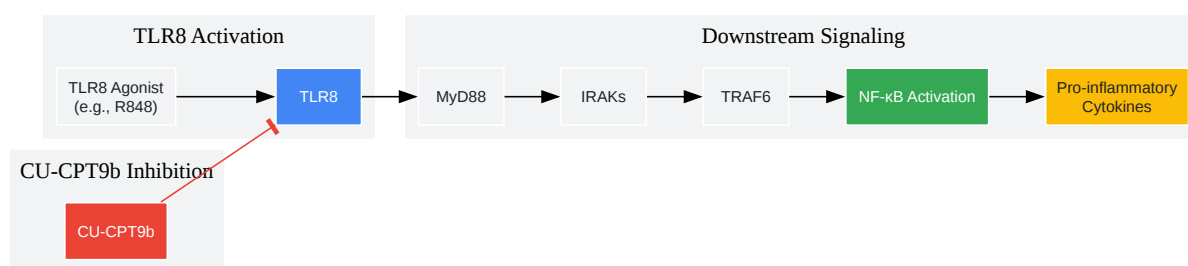 TLR8 Activation
Downstream Signaling
TLR8 Agonist
(e.g., R848)
TLR8
MyD88
IRAKs
TRAF6
NF-κB Activation
Pro-inflammatory
Cytokines
CU-CPT9b Inhibition
CU-CPT9b